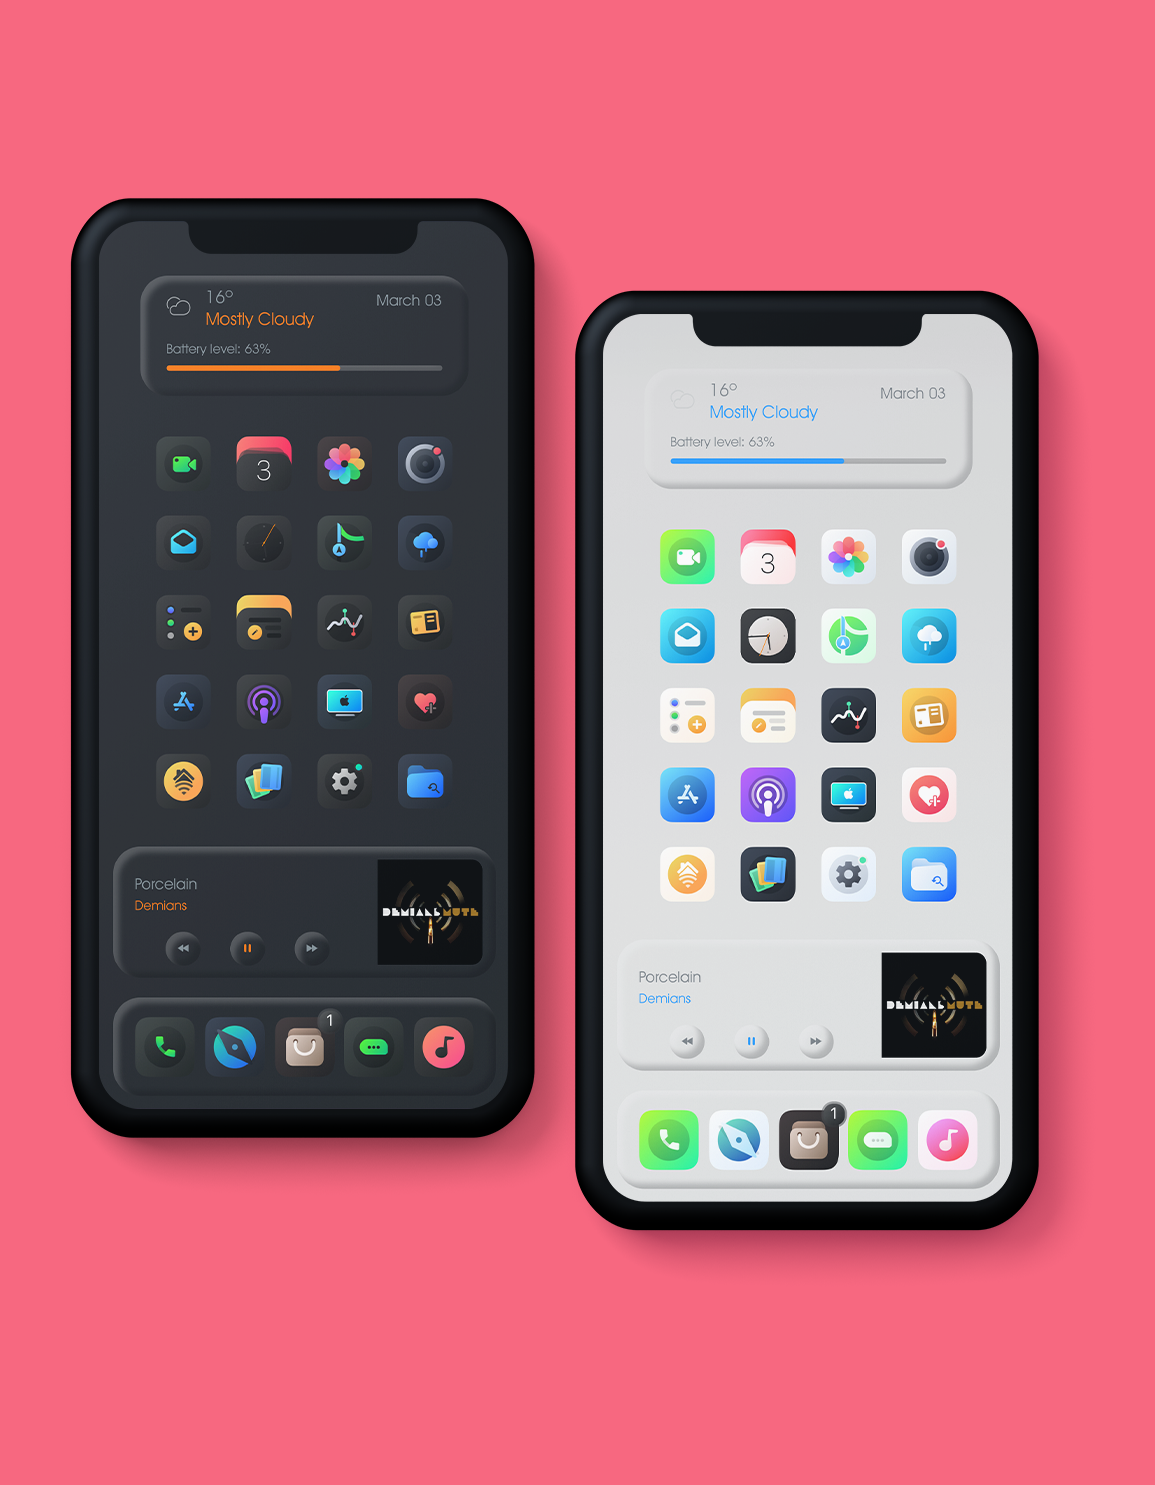 16°
March 03
Mostly Cloudy
Battery level: 63%
3
Porcelain
Demians
DEMIANS MUTE
1
16°
March 03
Mostly Cloudy
Battery level: 63%
3
Porcelain
Demians
DEMIANS MUTE
1